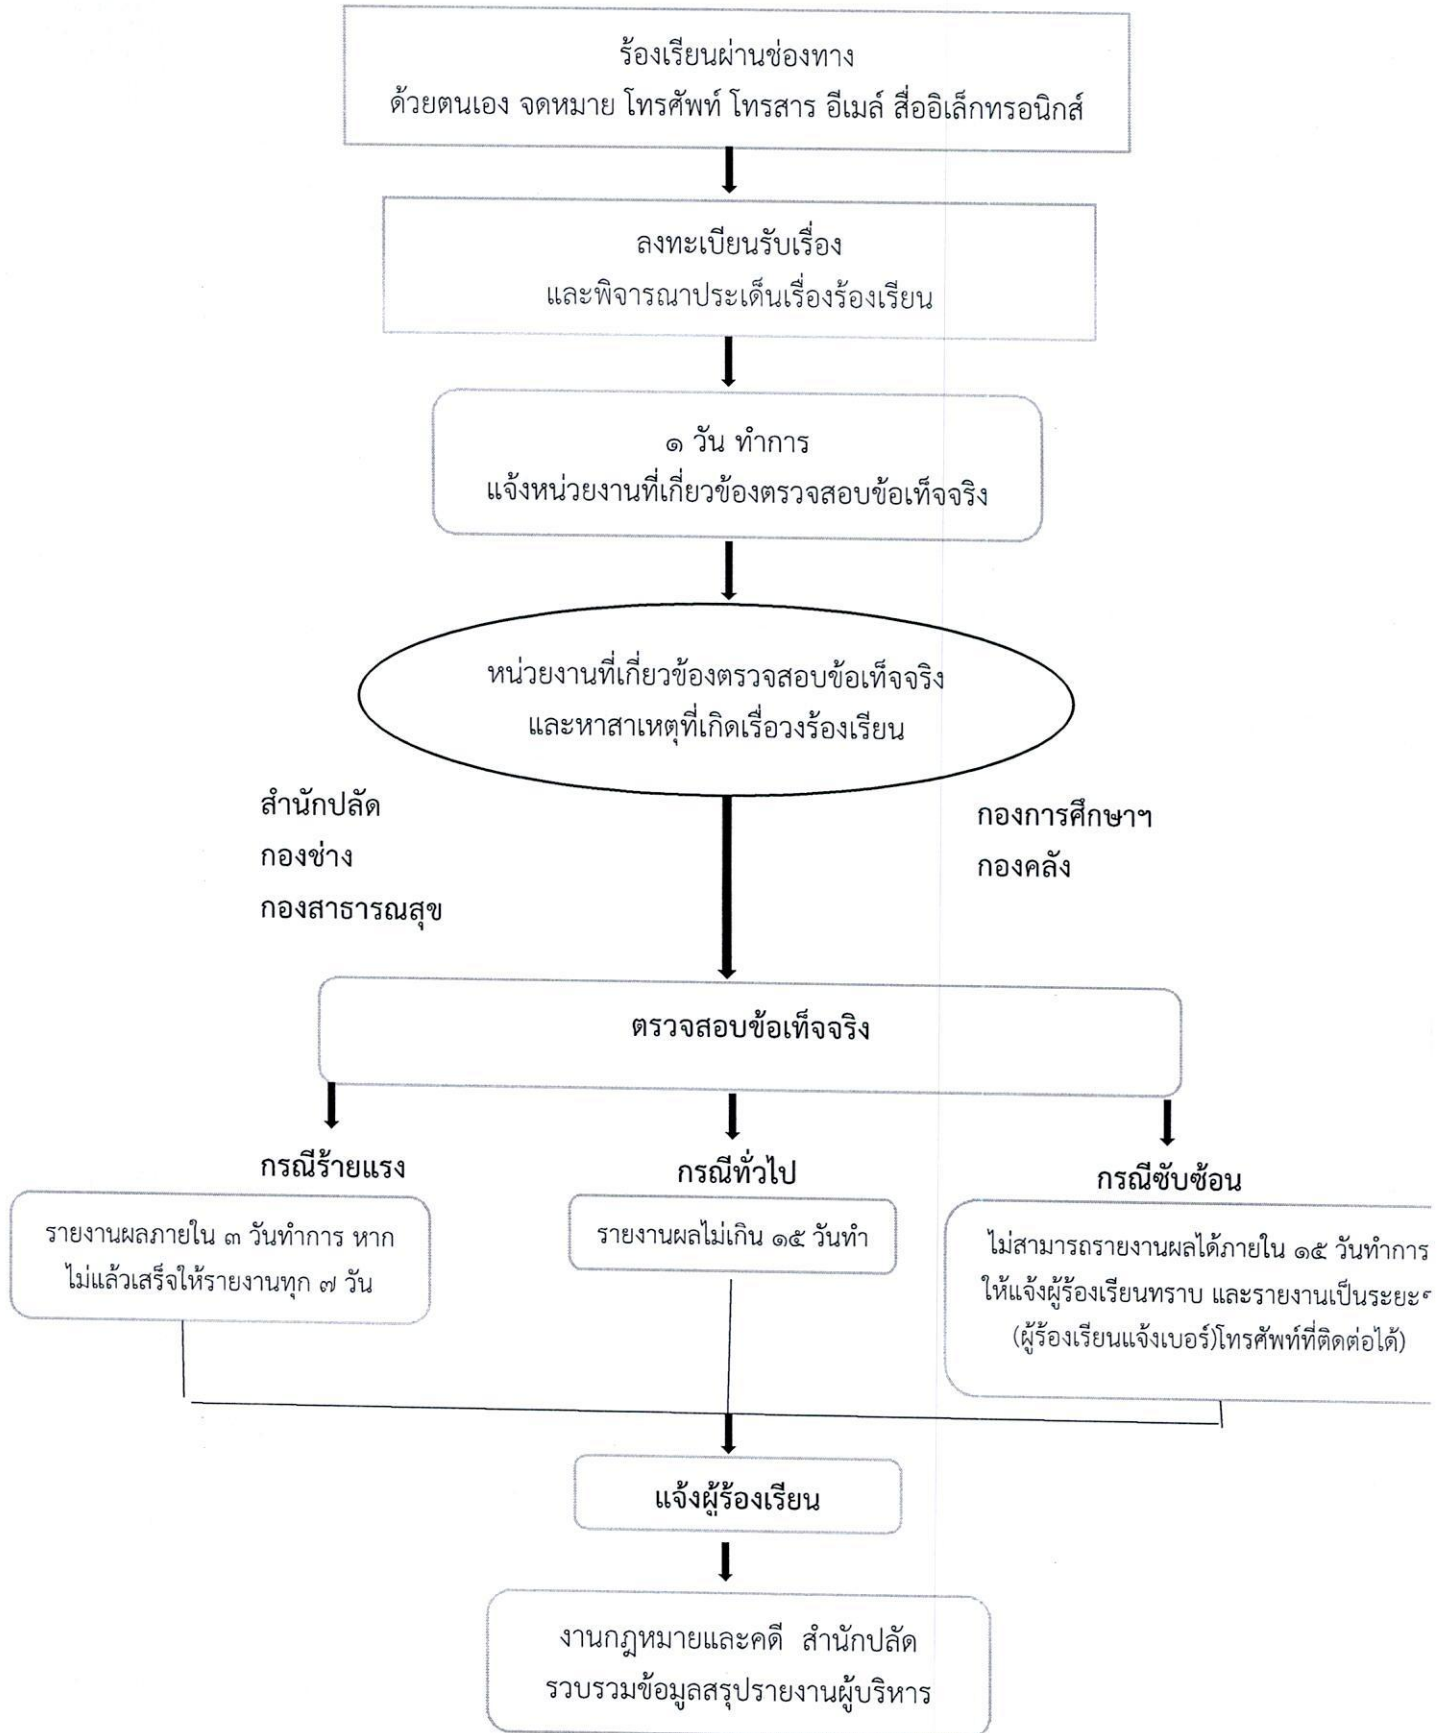 ร้องเรียนผ่านช่องทาง
ด้วยตนเอง จดหมาย โทรศัพท์ โทรสาร อีเมล์ สื่ออิเล็กทรอนิกส์
ลงทะเบียนรับเรื่อง
และพิจารณาประเด็นเรื่องร้องเรียน
๑ วัน ทำการ
แจ้งหน่วยงานที่เกี่ยวข้องตรวจสอบข้อเท็จจริง
หน่วยงานที่เกี่ยวข้องตรวจสอบข้อเท็จจริง
และหาสาเหตุที่เกิดเรื่อวงร้องเรียน
สำนักปลัด
กองช่าง
กองสาธารณสุข
กองการศึกษาฯ
กองคลัง
ตรวจสอบข้อเท็จจริง
กรณีร้ายแรง
รายงานผลภายใน ๓ วันทำการ หาก
ไม่แล้วเสร็จให้รายงานทุก ๗ วัน
กรณีทั่วไป
รายงานผลไม่เกิน ๑๕ วันทำ
กรณีซับซ้อน
ไม่สามารถรายงานผลได้ภายใน ๑๕ วันทำการ
ให้แจ้งผู้ร้องเรียนทราบ และรายงานเป็นระยะ
(ผู้ร้องเรียนแจ้งเบอร์)โทรศัพท์ที่ติดต่อได้)
แจ้งผู้ร้องเรียน
งานกฎหมายและคดี สำนักปลัด
รวบรวมข้อมูลสรุปรายงานผู้บริหาร